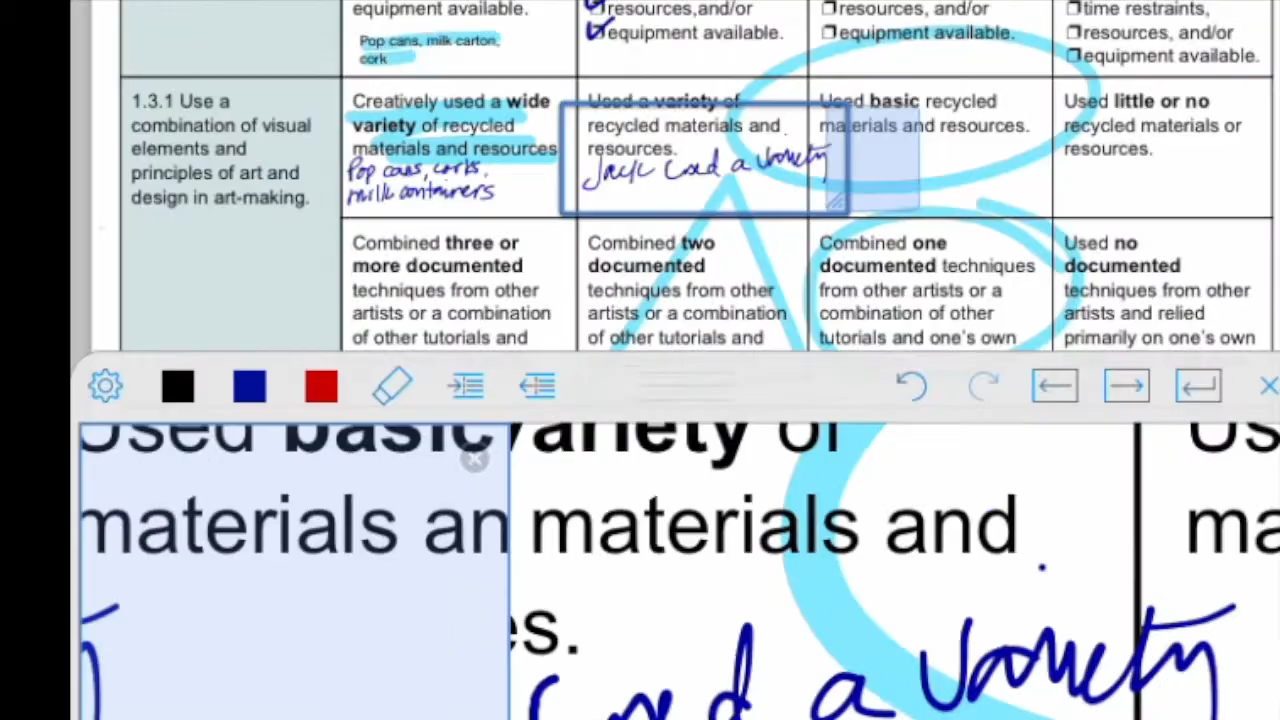 equipment available.
Pop cans, milk carton,
cork
resources,and/or
equipment available.
resources, and/or
equipment available.
time restraints,
resources, and/or
equipment available.
1.3.1 Use a
combination of visual
elements and
principles of art and
design in art-making.
Creatively used a wide
variety of recycled
materials and resources
Pop cans, corks,
milk containers
Used a variety of
recycled materials and
resources.
Jack used a variety
Used basic recycled
materials and resources.
Used little or no
recycled materials or
resources.
Combined three or
more documented
techniques from other
artists or a combination
of other tutorials and
Combined two
documented
techniques from other
artists or a combination
of other tutorials and
Combined one
documented techniques
from other artists or a
combination of other
tutorials and one's own
Used no
documented
techniques from other
artists and relied
primarily on one's own
Used basic
materials an
variety of
materials and
es.
used a variety
Us
ma